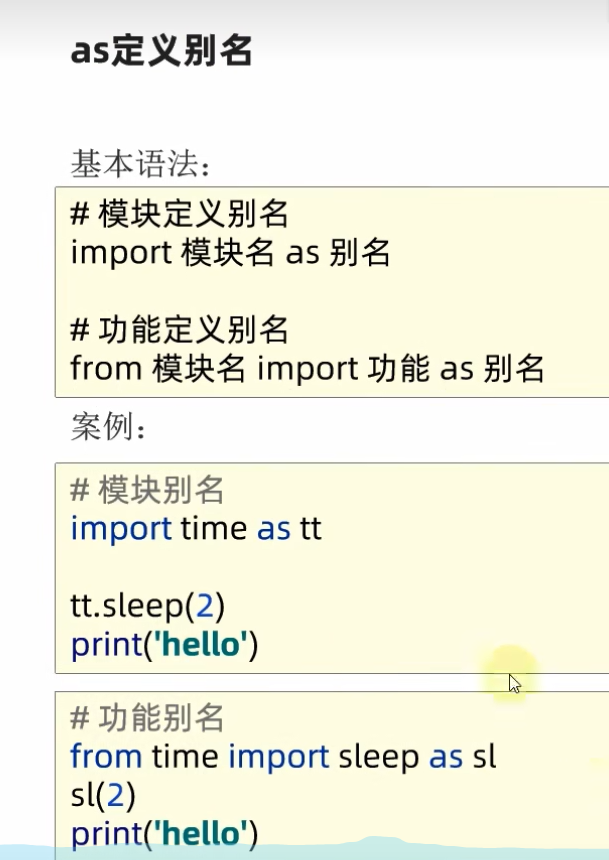 as定义别名
基本语法：
# 模块定义别名
import 模块名 as 别名
# 功能定义别名
from 模块名 import 功能 as 别名
案例：
# 模块别名
import time as tt
tt.sleep(2)
print('hello')
# 功能别名
from time import sleep as sl
sl(2)
print('hello')